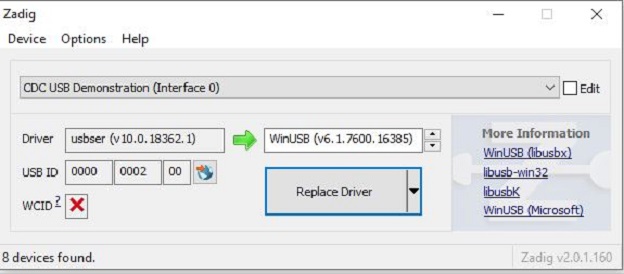 Zadig
Device Options Help
CDC USB Demonstration (Interface 0)
Edit
Driver usbser (v10.0.18362.1) WinUSB (v6.1.7600.16385)
USB ID 0000 0002 00
WCID ?
Replace Driver
More Information
WinUSB (libusbx)
libusb-win32
libusbK
WinUSB (Microsoft)
8 devices found.
Zadig v2.0.1.160